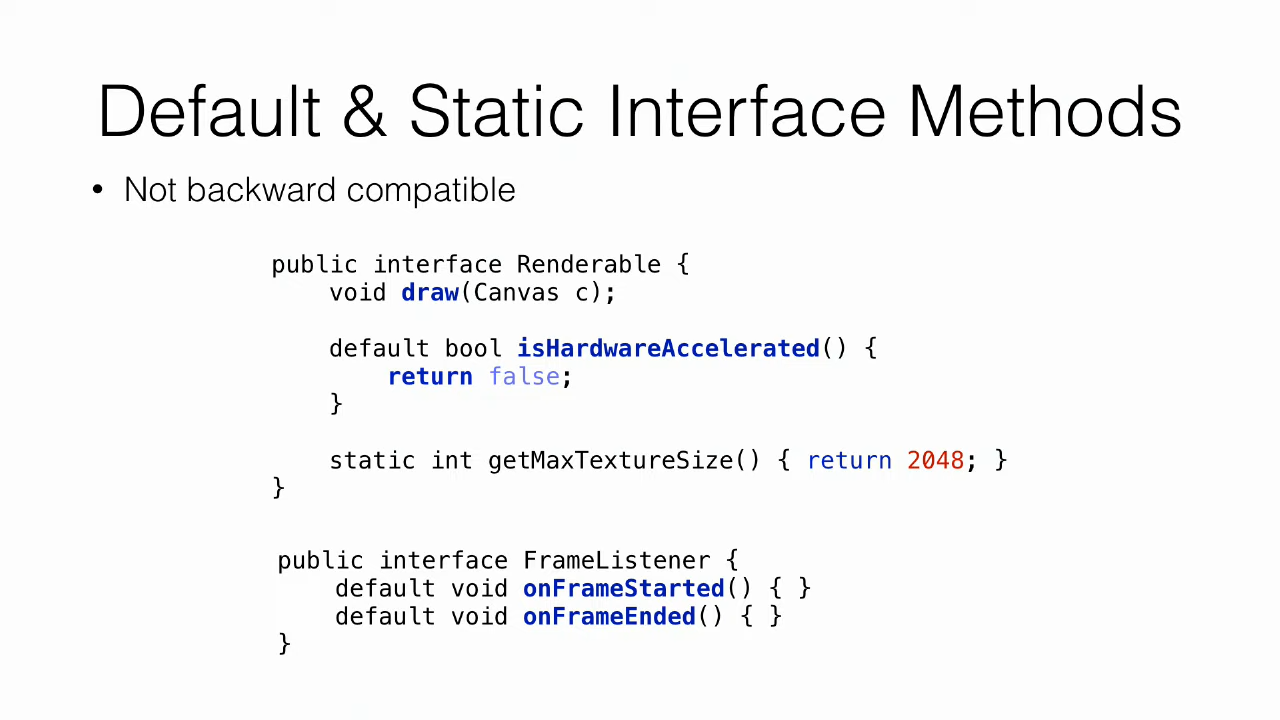 Default & Static Interface Methods
• Not backward compatible
public interface Renderable {
    void draw(Canvas c);
    default bool isHardwareAccelerated() {
        return false;
    }
    static int getMaxTextureSize() { return 2048; }
}
public interface FrameListener {
    default void onFrameStarted() { }
    default void onFrameEnded() { }
}